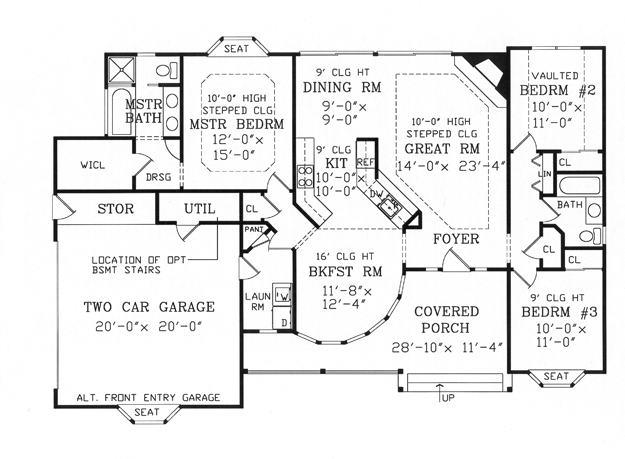 SEAT
MSTR
BATH
10'-0" HIGH
STEPPED CLG
MSTR BEDRM
12'-0"x
15'-0"
9' CLG HT
DINING RM
9'-0"x
9'-0"
10'-0" HIGH
STEPPED CLG
GREAT RM
14'-0" x 23'-4"
VAULTED
BEDRM #2
10'-0"x
11'-0"
WICL
DRSG
9' CLG
KIT
10'-0"x
10'-0"
REF
DW
LIN
CL
BATH
STOR
UTIL
CL
PANT
FOYER
CL
CL
LOCATION OF OPT
BSMT STAIRS
16' CLG HT
BKFST RM
11'-8"x
12'-4"
LAUN
RM
W
D
TWO CAR GARAGE
20'-0"x 20'-0"
COVERED
PORCH
28'-10"x 11'-4"
9' CLG HT
BEDRM #3
10'-0"x
11'-0"
SEAT
ALT. FRONT ENTRY GARAGE
SEAT
UP